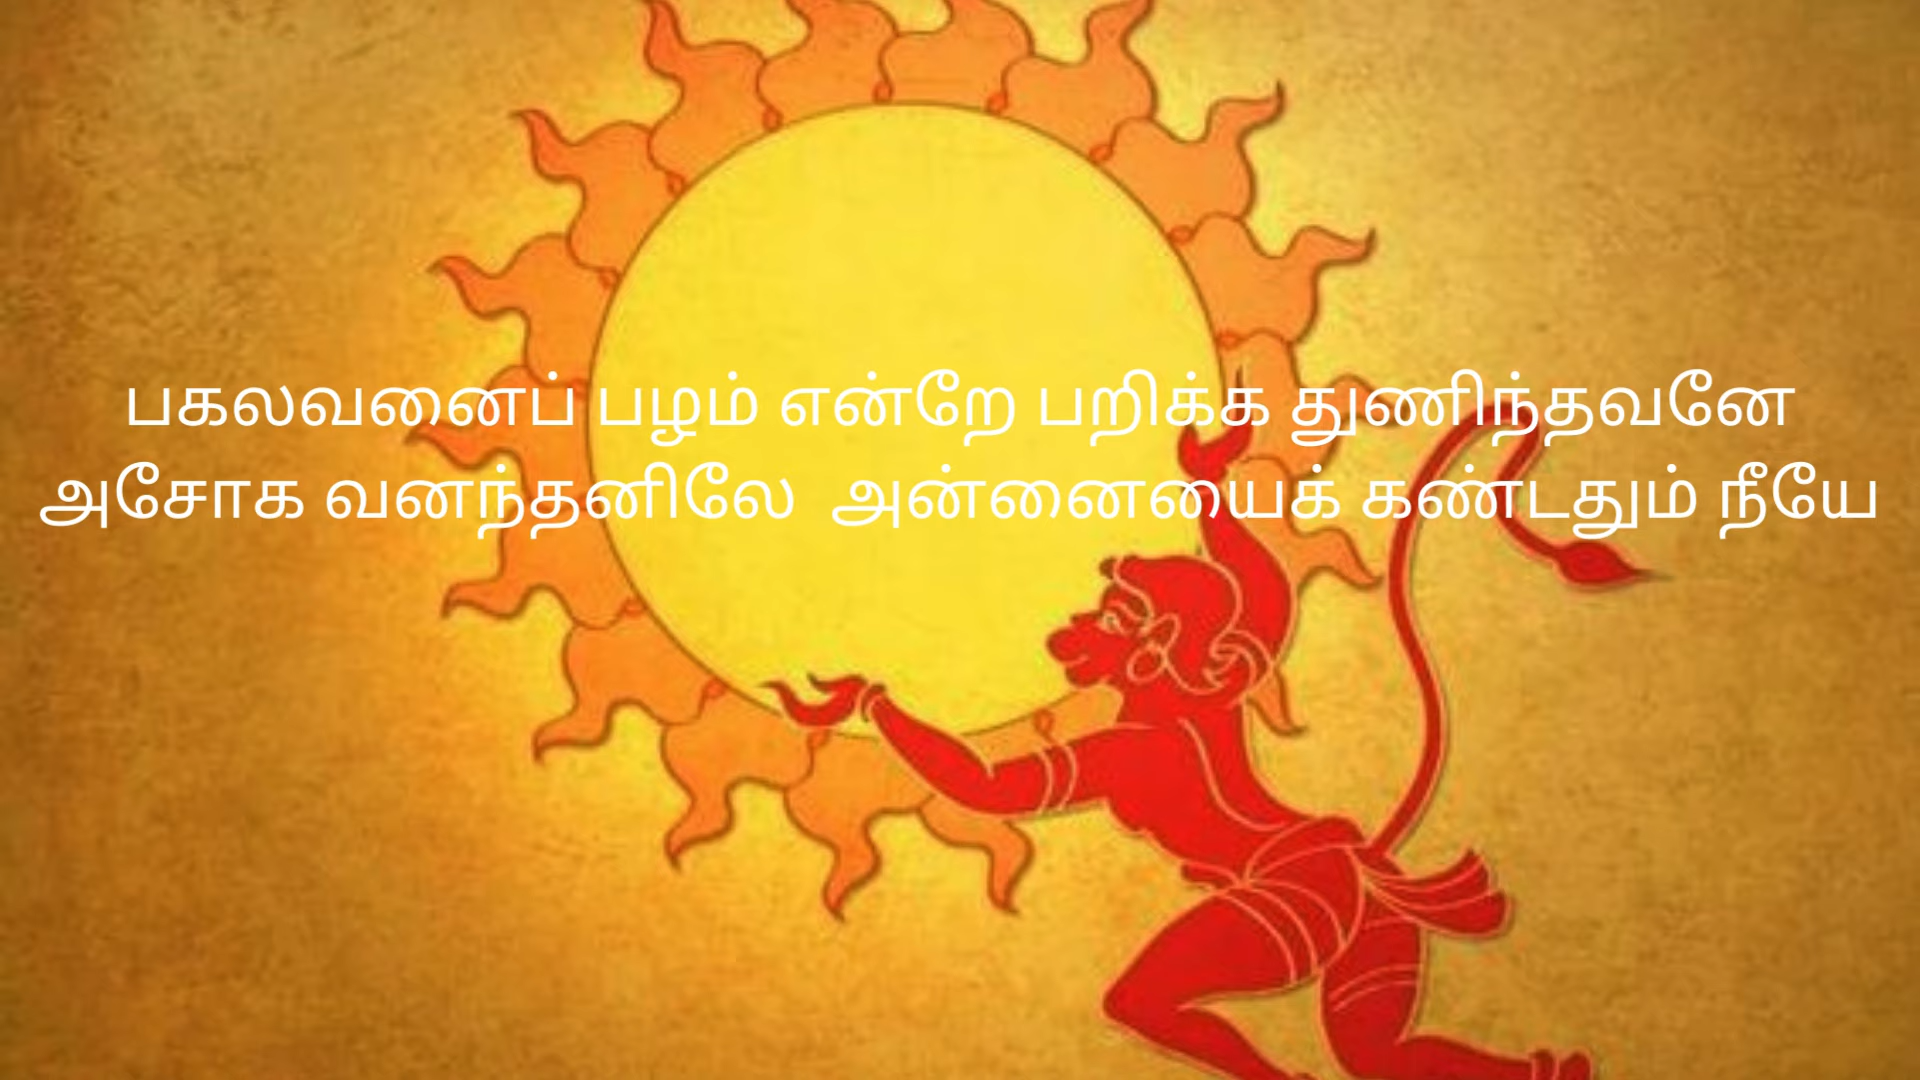 பகலவனைப் பழம் என்றே பறிக்க துணிந்தவனே
அசோக வனந்தனிலே அன்னையைக் கண்டதும் நீயே